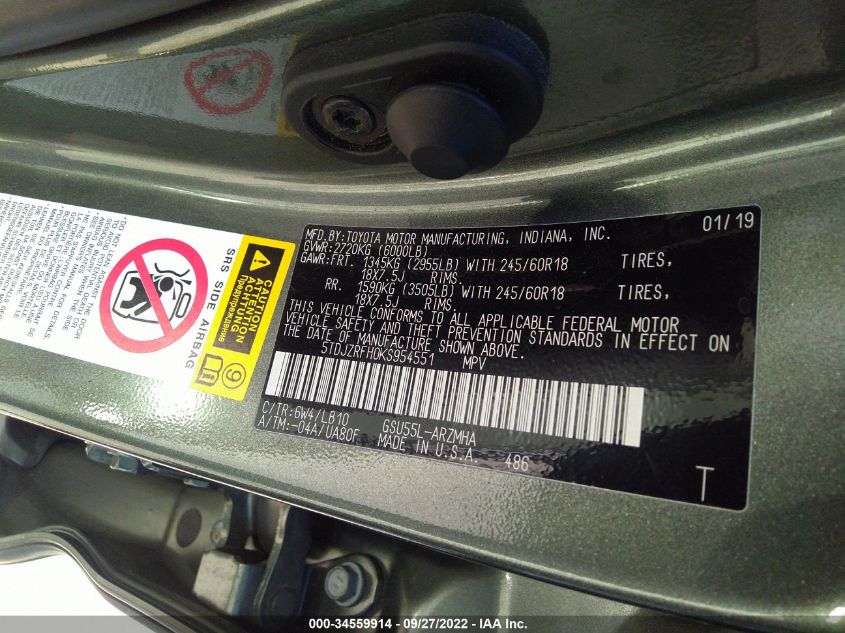 MFD.BY:TOYOTA MOTOR MANUFACTURING, INDIANA, INC. 01/19
GVWR:2720KG (6000LB)
GAWR:FRT. 1345KG (2955LB) WITH 245/60R18 TIRES,
18X7.5J RIMS.
RR. 1590KG (3505LB) WITH 245/60R18 TIRES,
18X7.5J RIMS.
THIS VEHICLE CONFORMS TO ALL APPLICABLE FEDERAL MOTOR
VEHICLE SAFETY AND THEFT PREVENTION STANDARDS IN EFFECT ON
THE DATE OF MANUFACTURE SHOWN ABOVE.
5TDJZRFH0KS954551 MPV
C/TR:6W4/LB10 GSU55L-ARZMHA
A/TM:-04A/UA80F MADE IN U.S.A. 486
T
SRS SIDE AIRBAG
CAUTION
ATTENTION
ACHTUNG
Предупреждение
9
000-34559914 - 09/27/2022 - IAA Inc.